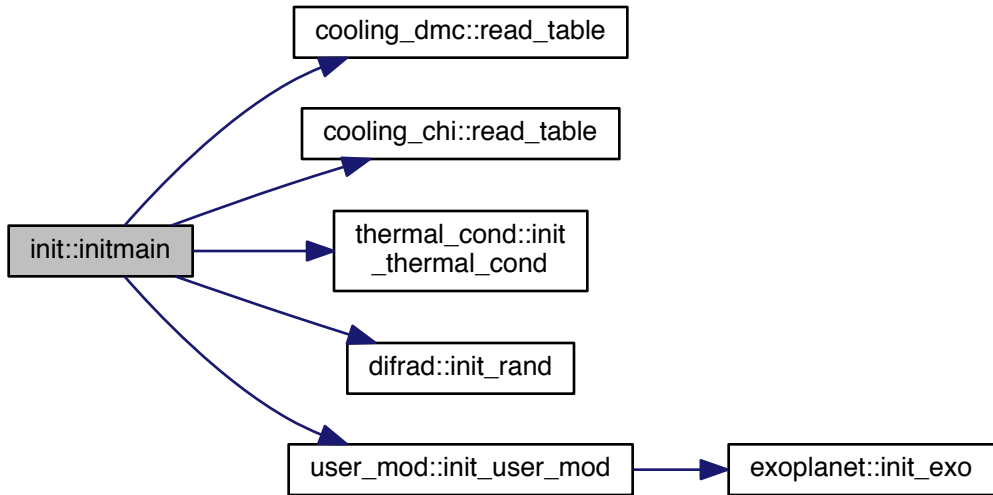 cooling_dmc::read_table
cooling_chi::read_table
init::initmain
thermal_cond::init
_thermal_cond
difrad::init_rand
user_mod::init_user_mod
exoplanet::init_exo